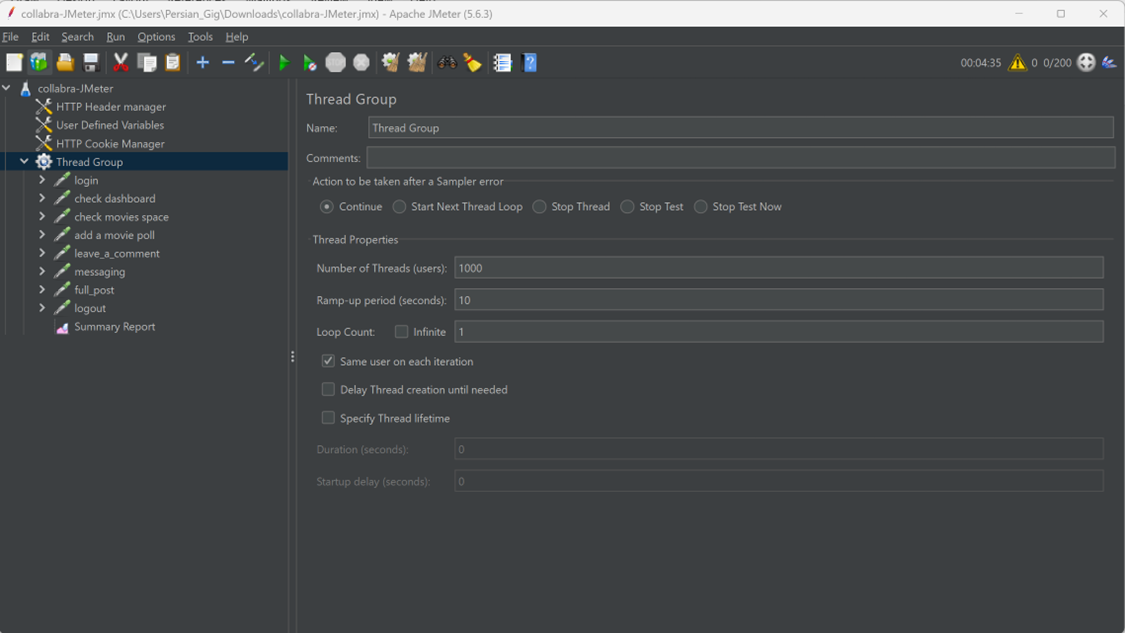 collabra-JMeter.jmx (C:\Users\Persian_Gig\Downloads\collabra-JMeter.jmx) - Apache JMeter (5.6.3)
File Edit Search Run Options Tools Help
00:04:35 0 0/200
collabra-JMeter
HTTP Header manager
User Defined Variables
HTTP Cookie Manager
Thread Group
login
check dashboard
check movies space
add a movie poll
leave_a_comment
messaging
full_post
logout
Summary Report
Thread Group
Name: Thread Group
Comments:
Action to be taken after a Sampler error
Continue Start Next Thread Loop Stop Thread Stop Test Stop Test Now
Thread Properties
Number of Threads (users): 1000
Ramp-up period (seconds): 10
Loop Count: Infinite 1
Same user on each iteration
Delay Thread creation until needed
Specify Thread lifetime
Duration (seconds): 0
Startup delay (seconds): 0